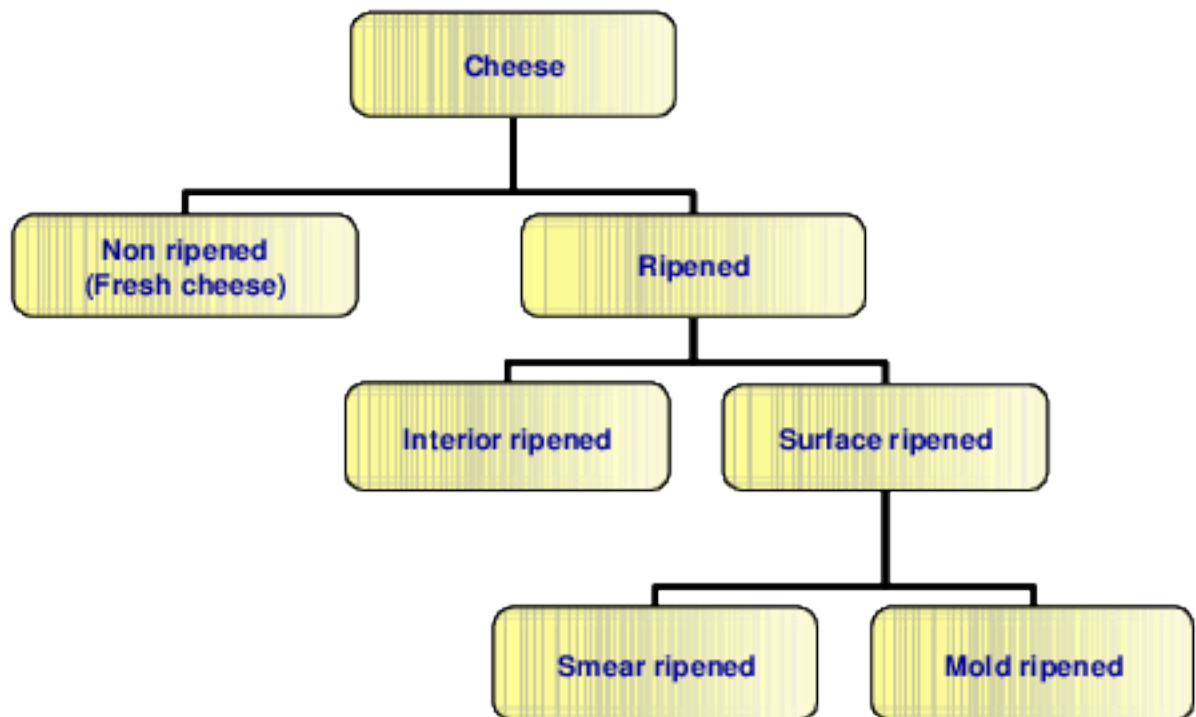 Cheese
Non ripened
(Fresh cheese)
Ripened
Interior ripened
Surface ripened
Smear ripened
Mold ripened